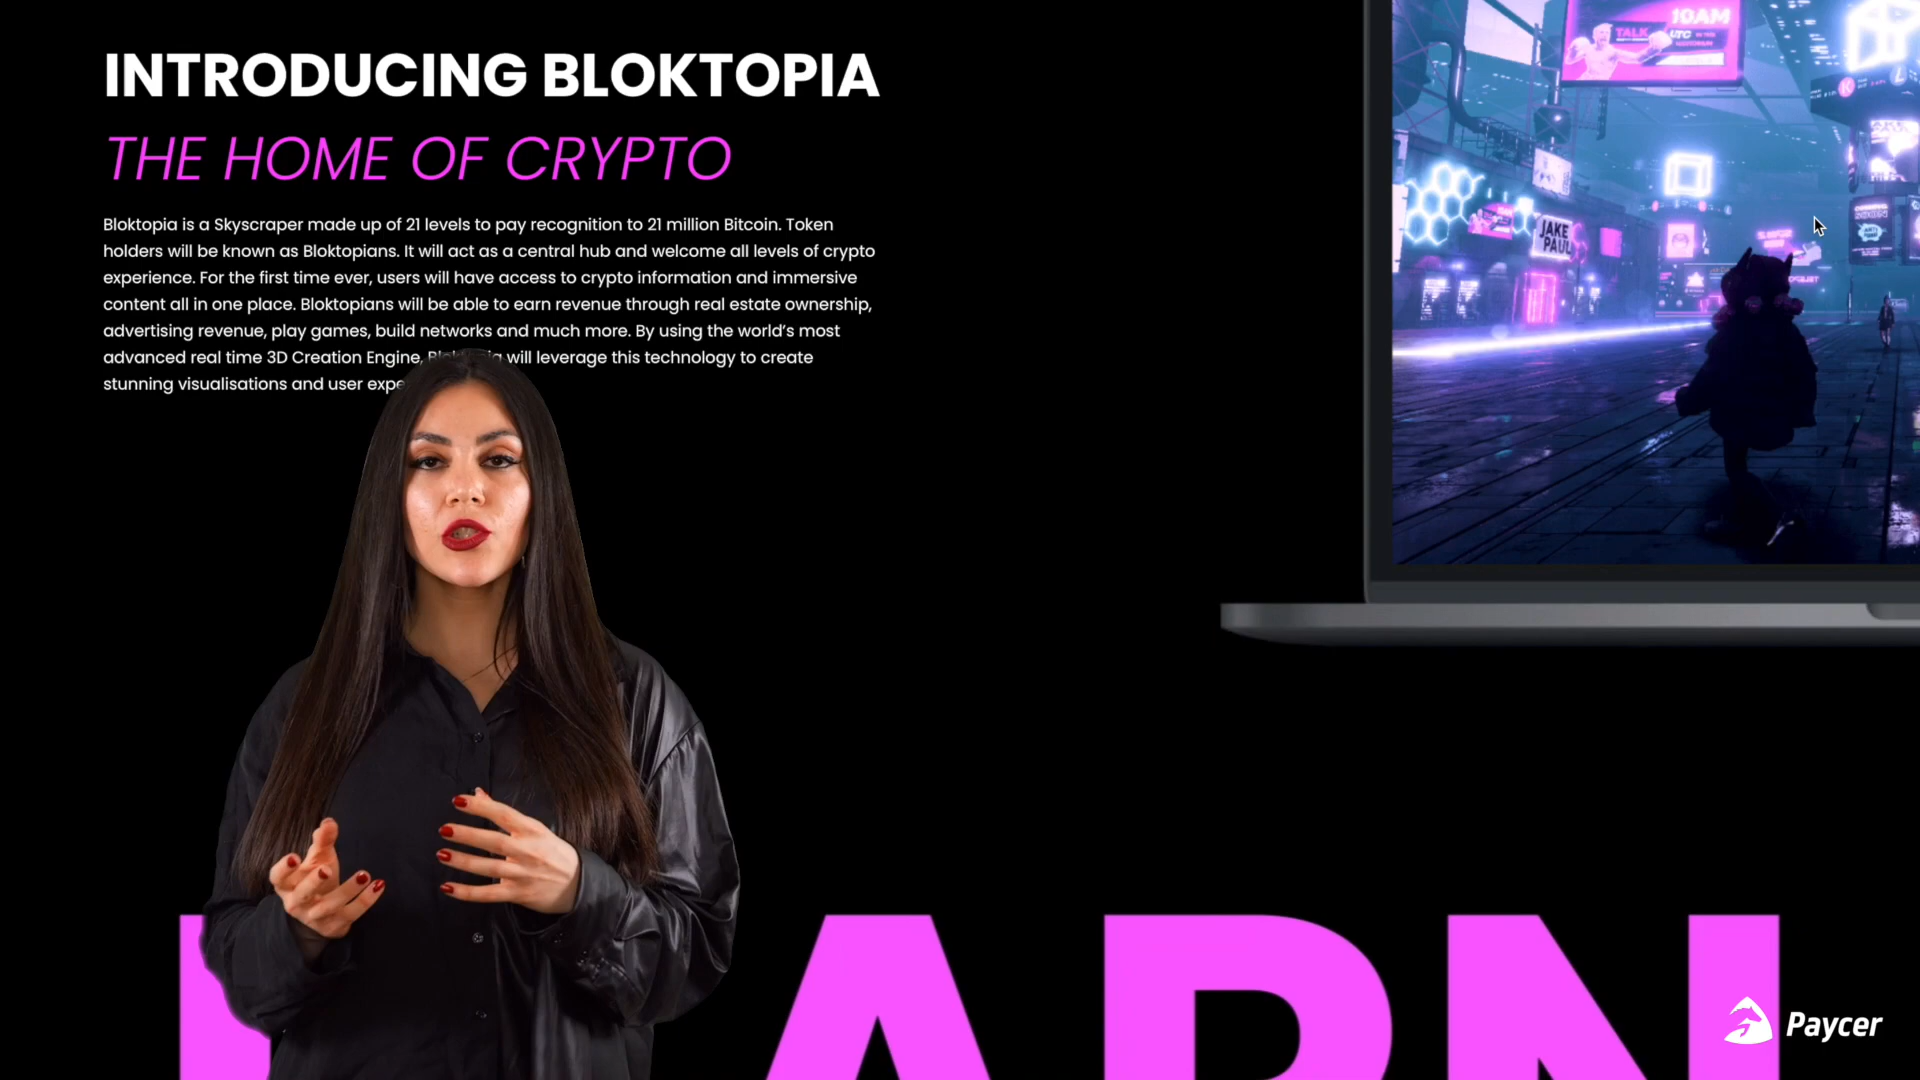 INTRODUCING BLOKTOPIA
THE HOME OF CRYPTO
Bloktopia is a Skyscraper made up of 21 levels to pay recognition to 21 million Bitcoin. Token
holders will be known as Bloktopians. It will act as a central hub and welcome all levels of crypto
experience. For the first time ever, users will have access to crypto information and immersive
content all in one place. Bloktopians will be able to earn revenue through real estate ownership,
advertising revenue, play games, build networks and much more. By using the world’s most
advanced real time 3D Creation Engine, will leverage this technology to create
stunning visualisations and user
10AM
TALK
UTC
JAKE
PAUL
Paycer